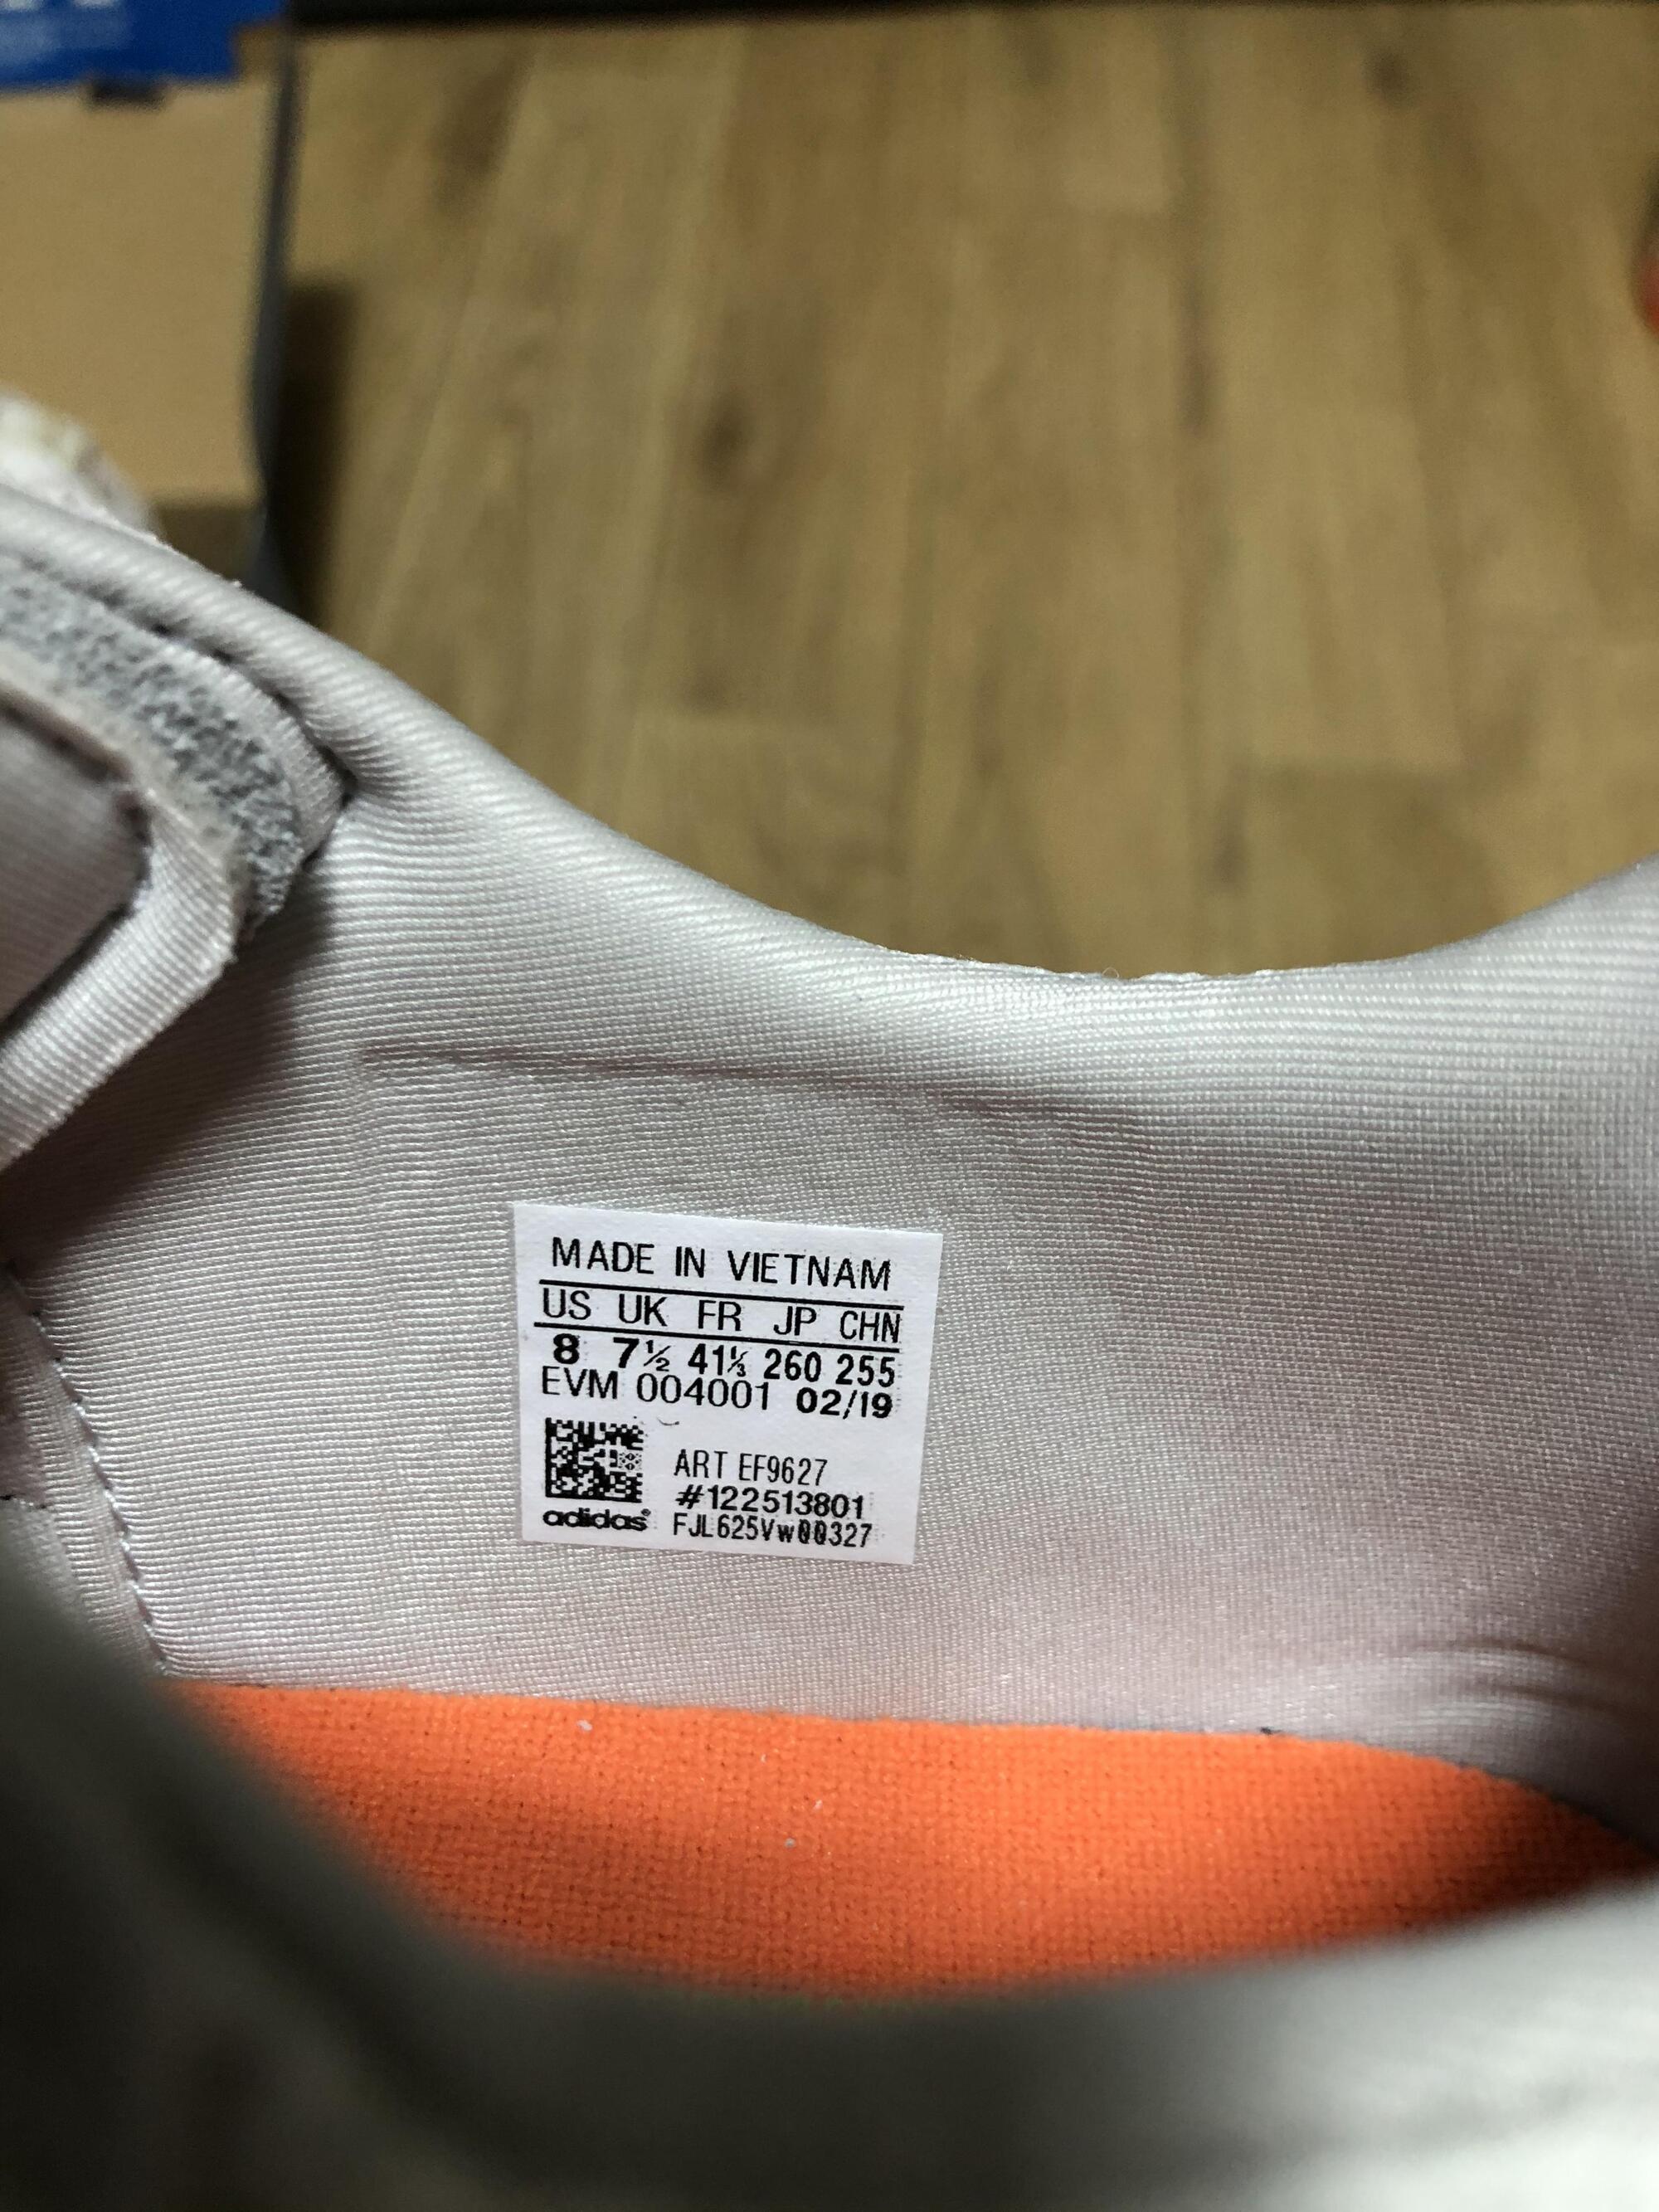 MADE IN VIETNAM
US UK FR JP CHN
8 7½ 41⅓ 260 255
EVM 004001 02/19
ART EF9627
#122513801
adidas® FJL625Vw00327